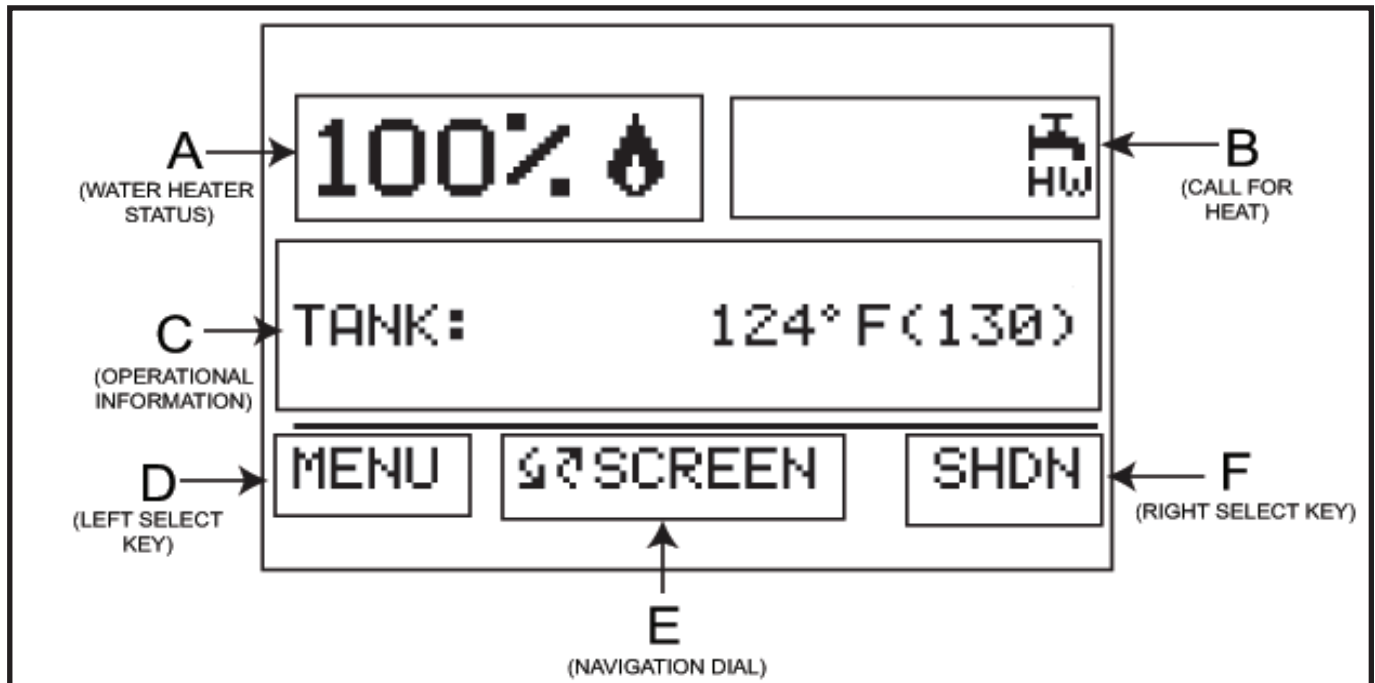 100%
HW
A
(WATER HEATER
STATUS)
B
(CALL FOR
HEAT)
TANK: 124°F(130)
C
(OPERATIONAL
INFORMATION)
MENU SCREEN SHDN
D
(LEFT SELECT
KEY)
F
(RIGHT SELECT KEY)
E
(NAVIGATION DIAL)